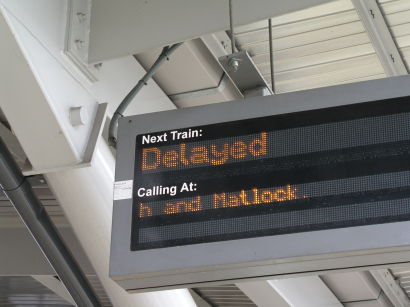 Next Train:
Delayed
Calling At:
h and Matlock.